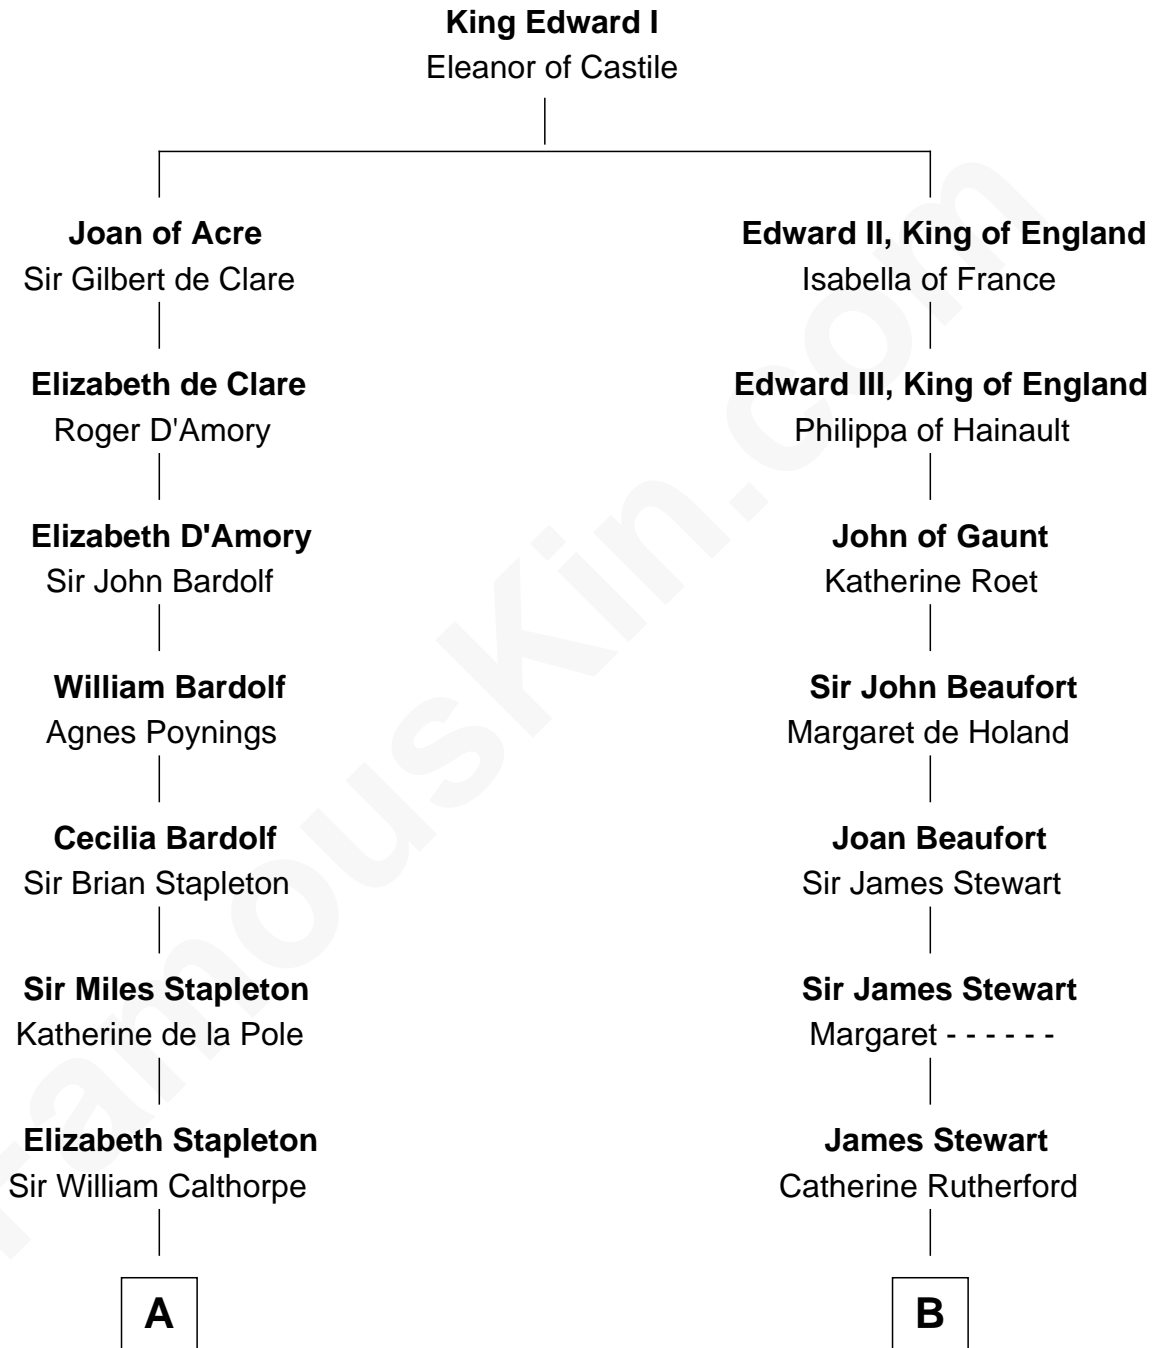 King Edward I
Eleanor of Castile
Joan of Acre
Sir Gilbert de Clare
Edward II, King of England
Isabella of France
Elizabeth de Clare
Roger D'Amory
Edward III, King of England
Philippa of Hainault
Elizabeth D'Amory
Sir John Bardolf
John of Gaunt
Katherine Roet
William Bardolf
Agnes Poynings
Sir John Beaufort
Margaret de Holand
Cecilia Bardolf
Sir Brian Stapleton
Joan Beaufort
Sir James Stewart
Sir Miles Stapleton
Katherine de la Pole
Sir James Stewart
Margaret - - - - - -
Elizabeth Stapleton
Sir William Calthorpe
James Stewart
Catherine Rutherford
A
B
FamousKin.com